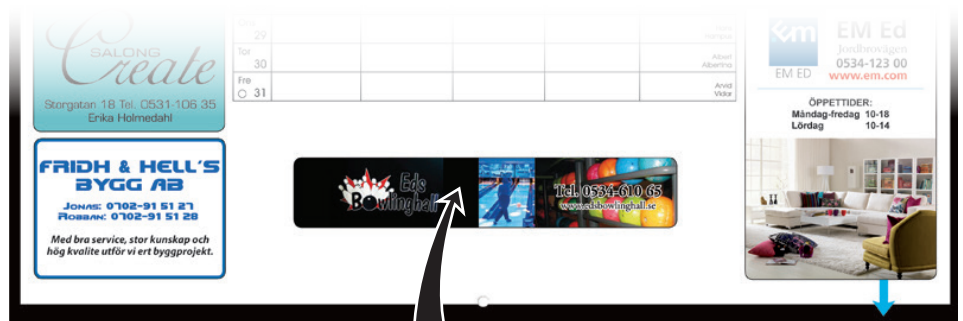 SALONG
Create
Storgatan 18 Tel. 0531-106 35
Erika Holmedahl
FRIDH & HELL'S
BYGG AB
JONAS: 0702-91 51 27
ROBBAN: 0702-91 51 28
Med bra service, stor kunskap och
hög kvalite utför vi ert byggprojekt.
29
Tor
30
Albert
Albertina
Fre
31
Arvid
Vidar
Eds
Bowlinghall
Tel. 0534-610 65
www.edsbowlinghall.se
em
EM ED
EM Ed
Jordbrovägen
0534-123 00
www.em.com
ÖPPETTIDER:
Måndag-fredag 10-18
Lördag 10-14